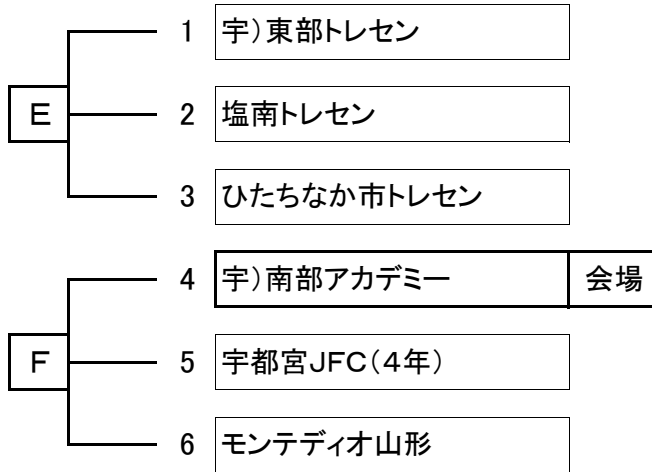 1 宇)東部トレセン
E 2 塩南トレセン
3 ひたちなか市トレセン
4 宇)南部アカデミー 会場
F 5 宇都宮JFC(4年)
6 モンテディオ山形